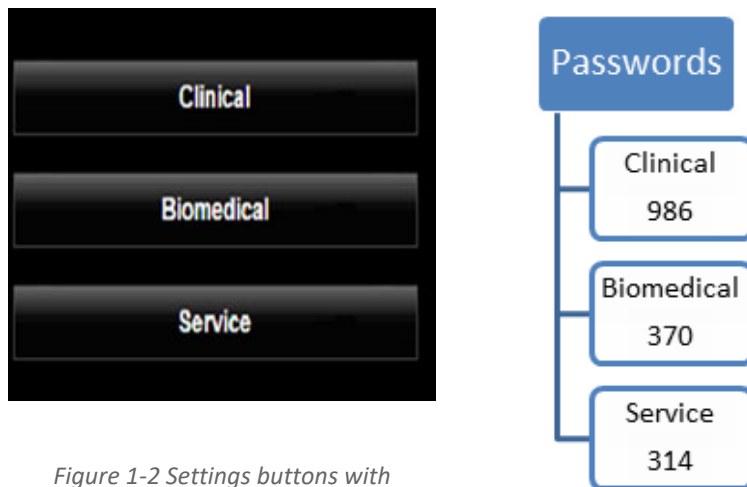 Clinical
Biomedical
Service
Figure 1-2 Settings buttons with
Passwords
Clinical
986
Biomedical
370
Service
314